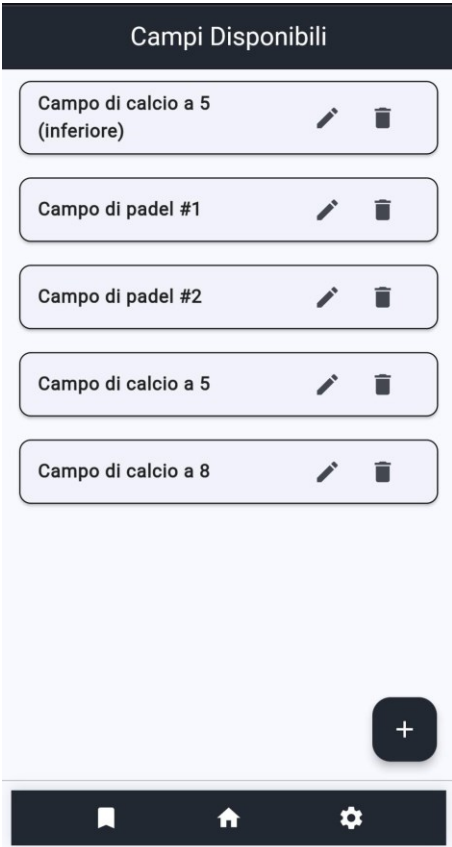 Campi Disponibili
Campo di calcio a 5
(inferiore)
Campo di padel #1
Campo di padel #2
Campo di calcio a 5
Campo di calcio a 8
+